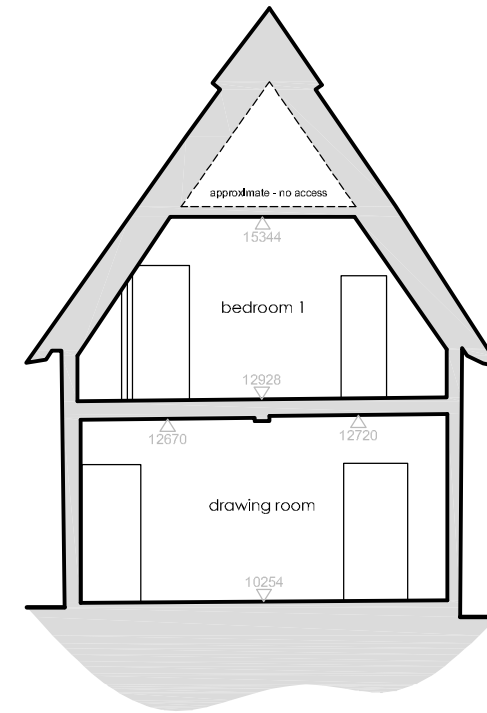 approximate - no access
15344
bedroom 1
12928
12670
12720
drawing room
10254